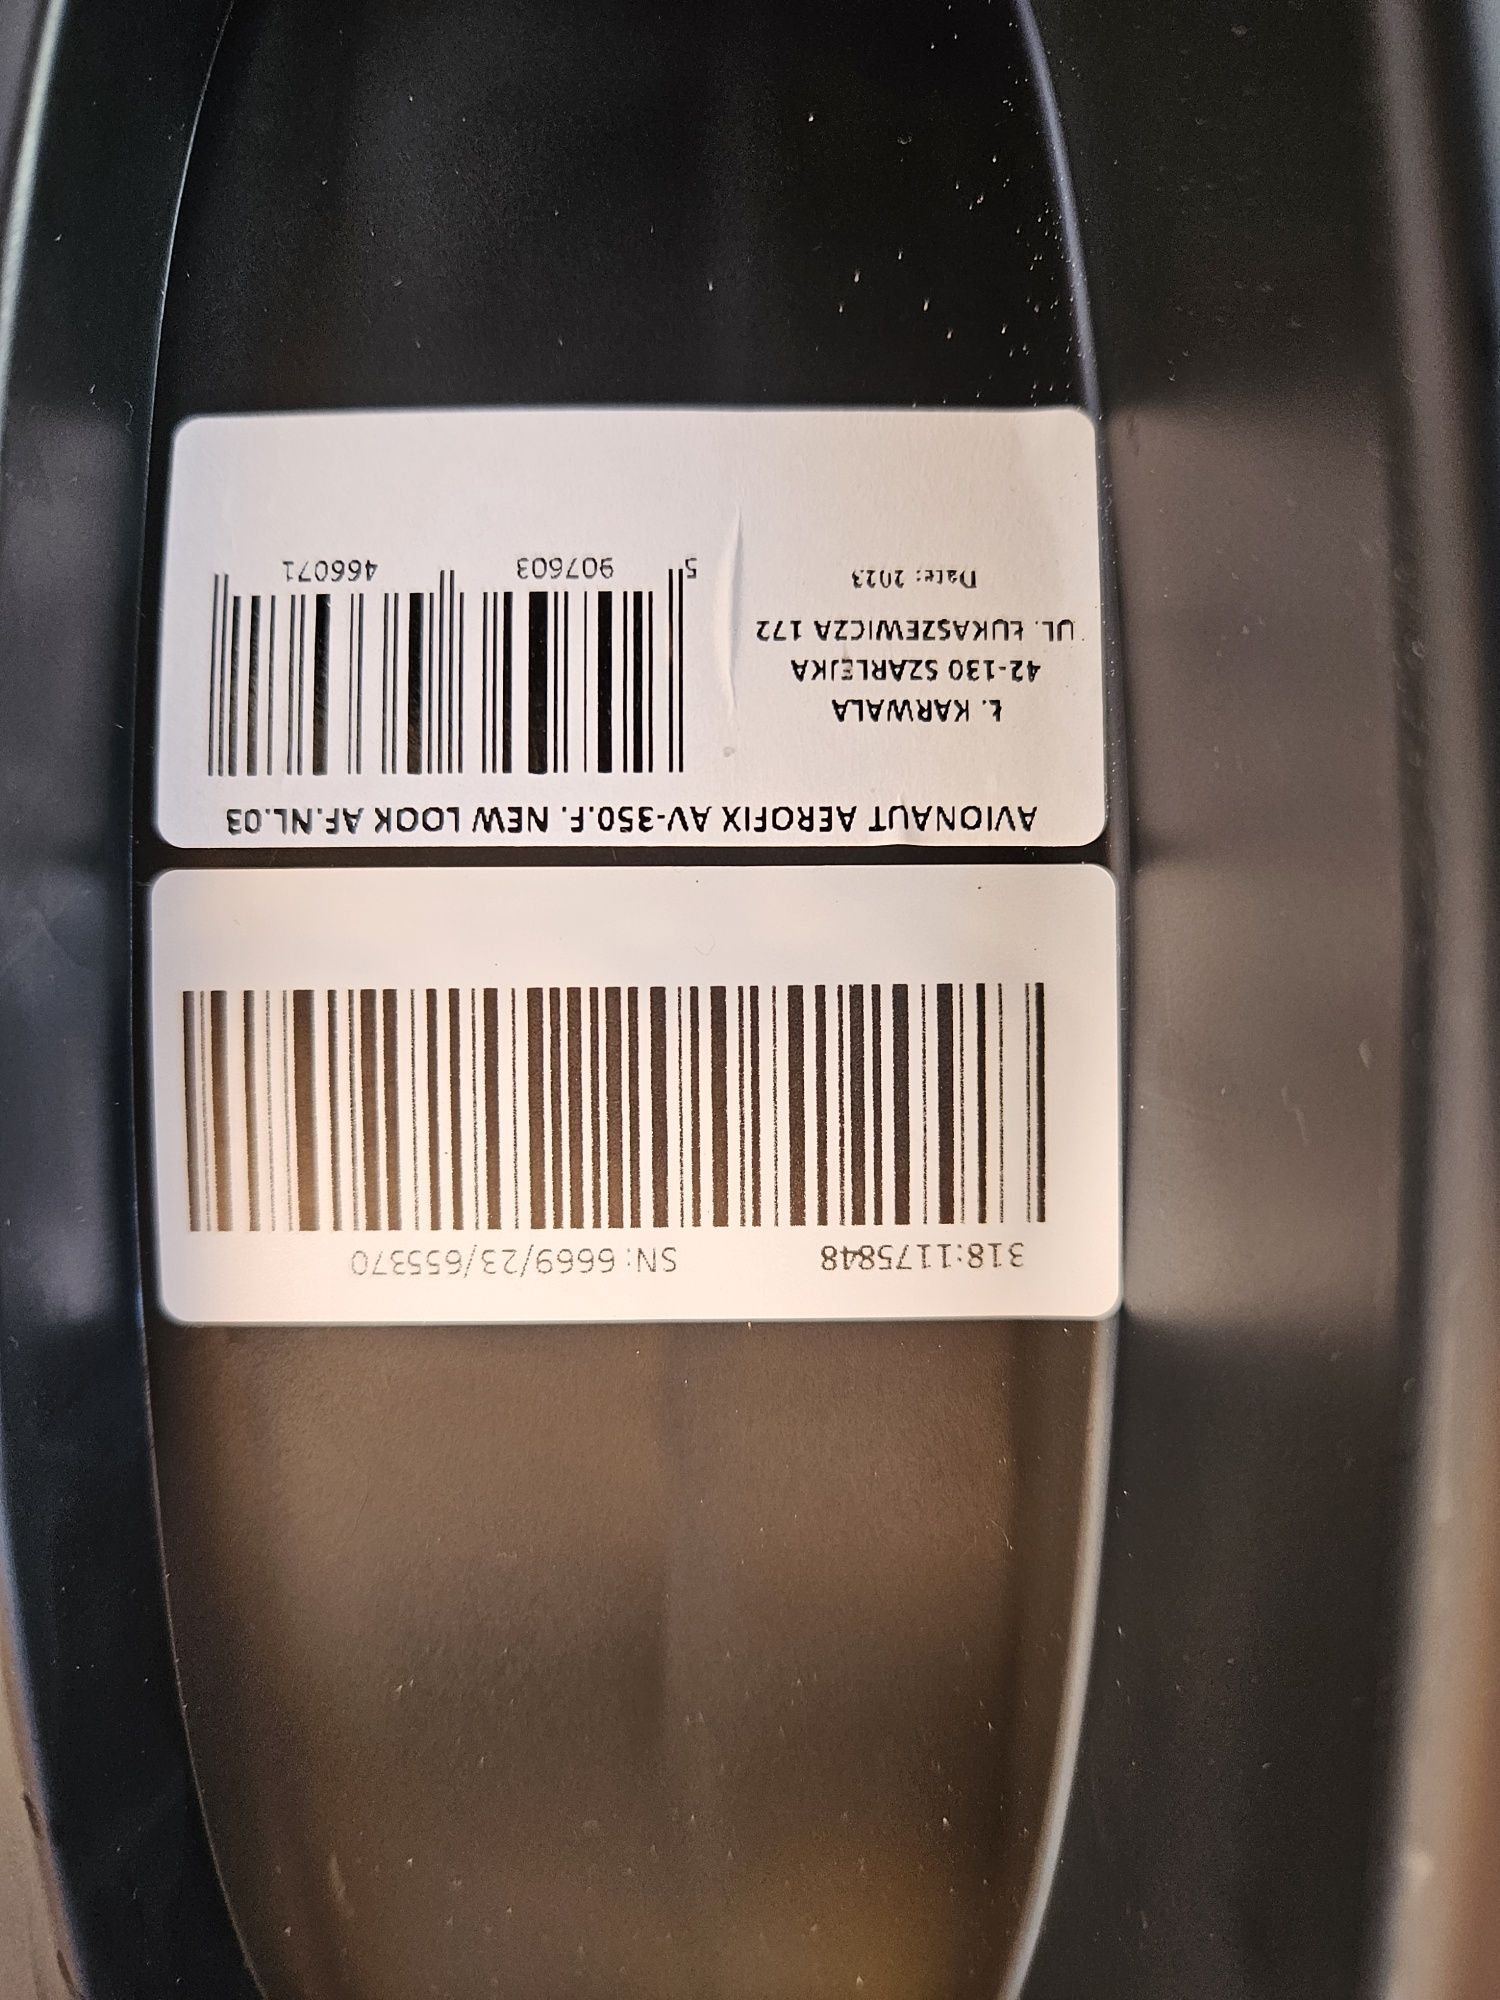 318:1175848 SN: 6669/23/655370
AVIONAUT AEROFIX AV-350.F. NEW LOOK AF.NL.03
Ł. KARWALA
42-130 SZARLEJKA
UL. ŁUKASZEWICZA 172
Date: 2023
5 907603 466071